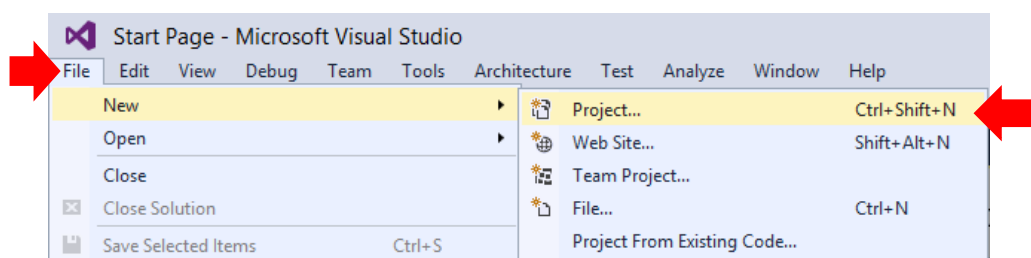 Start Page - Microsoft Visual Studio
File Edit View Debug Team Tools Architecture Test Analyze Window Help
New Project... Ctrl+Shift+N
Open Web Site... Shift+Alt+N
Close Team Project...
Close Solution File... Ctrl+N
Save Selected Items Ctrl+S Project From Existing Code...